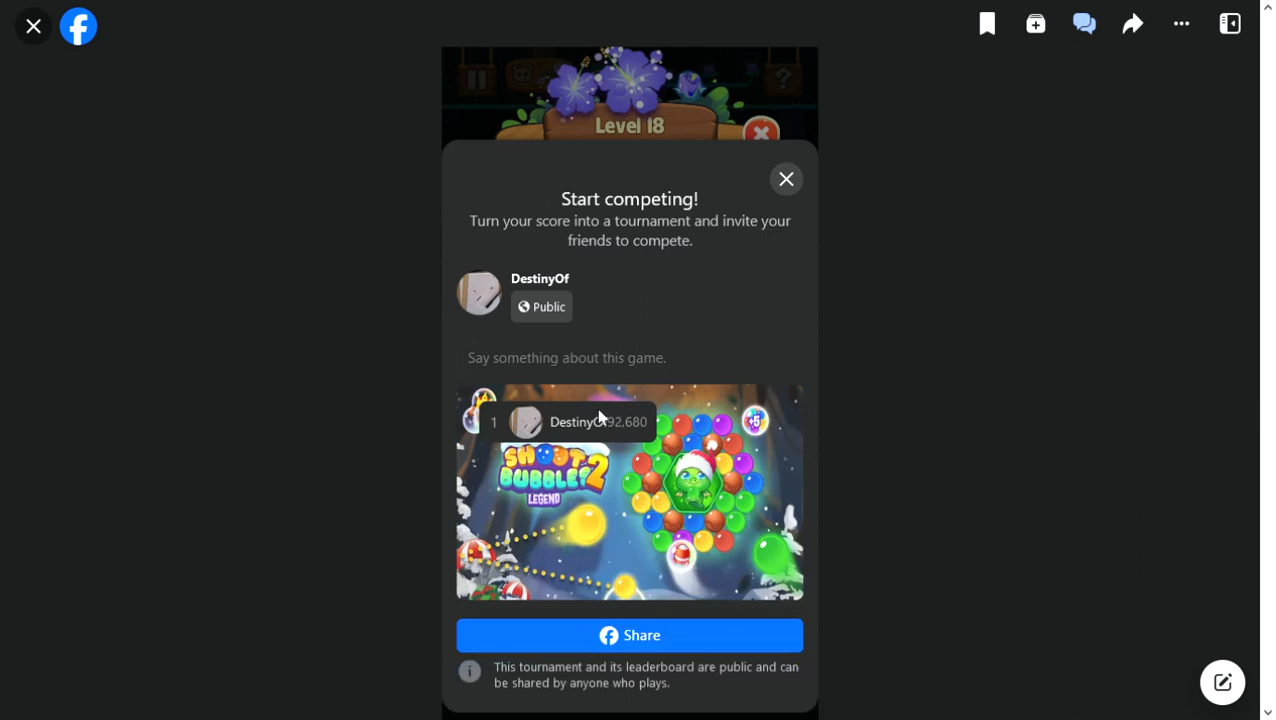 Level 18
Start competing!
Turn your score into a tournament and invite your
friends to compete.
DestinyOf
Public
Say something about this game.
1 DestinyOf 92,680
+5
SHOOT
BUBBLE 2
LEGEND
Share
This tournament and its leaderboard are public and can
be shared by anyone who plays.